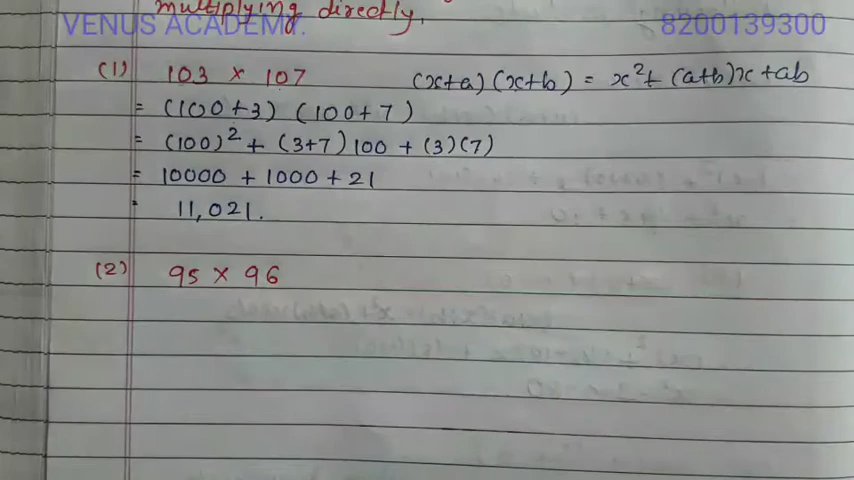 multiplying directly.
VENUS ACADEMY. 8200139300
(1) 103 × 107 (x+a) (x+b) = x² + (a+b)x + ab
= (100+3) (100+7)
= (100)² + (3+7) 100 + (3)(7)
= 10000 + 1000 + 21
= 11,021.
(2) 95 × 96